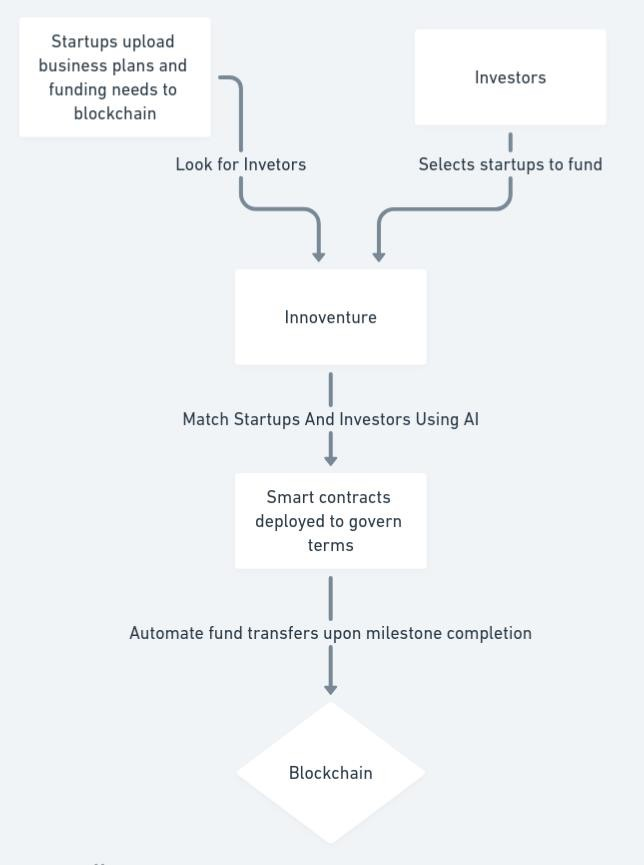 Startups upload
business plans and
funding needs to
blockchain
Investors
Look for Invetors
Selects startups to fund
Innoventure
Match Startups And Investors Using AI
Smart contracts
deployed to govern
terms
Automate fund transfers upon milestone completion
Blockchain